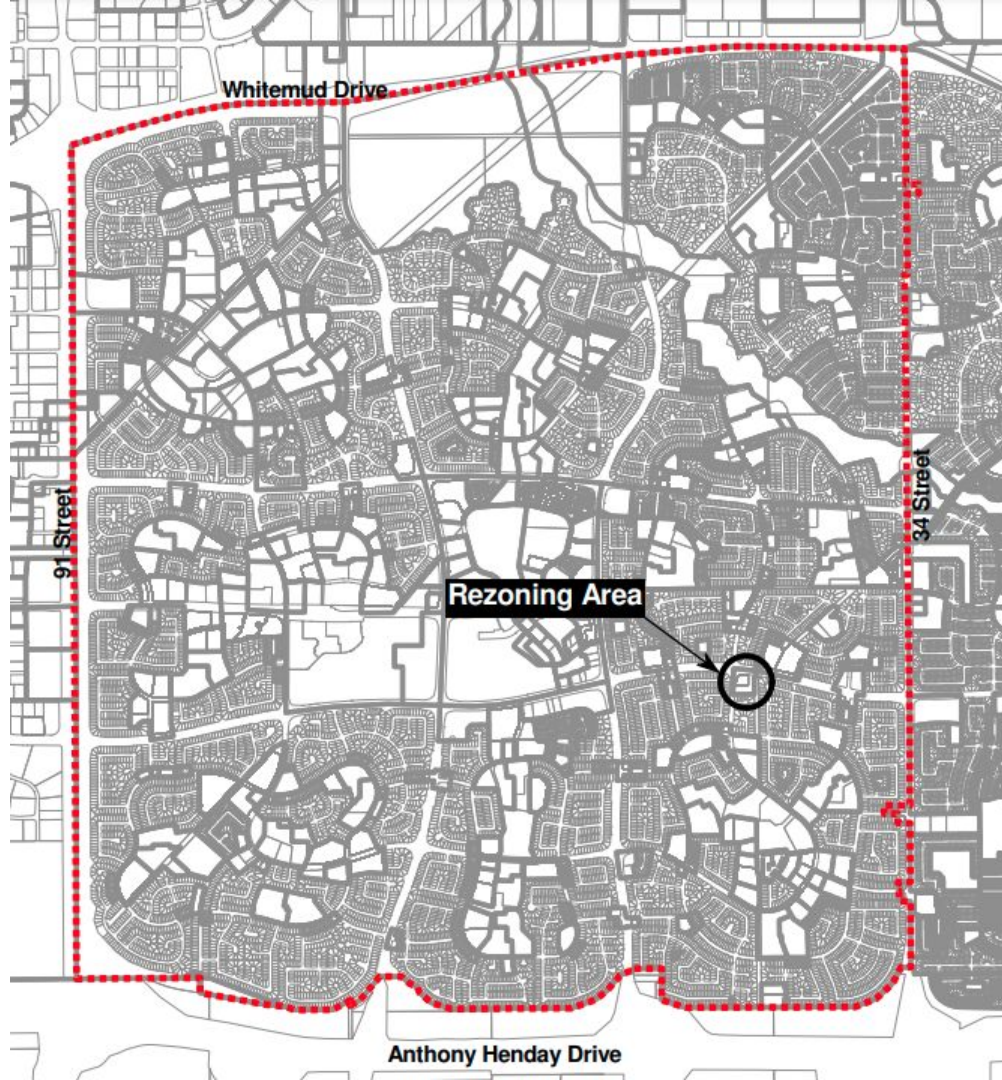 Whitemud Drive
34 Street
91 Street
Rezoning Area
Anthony Henday Drive